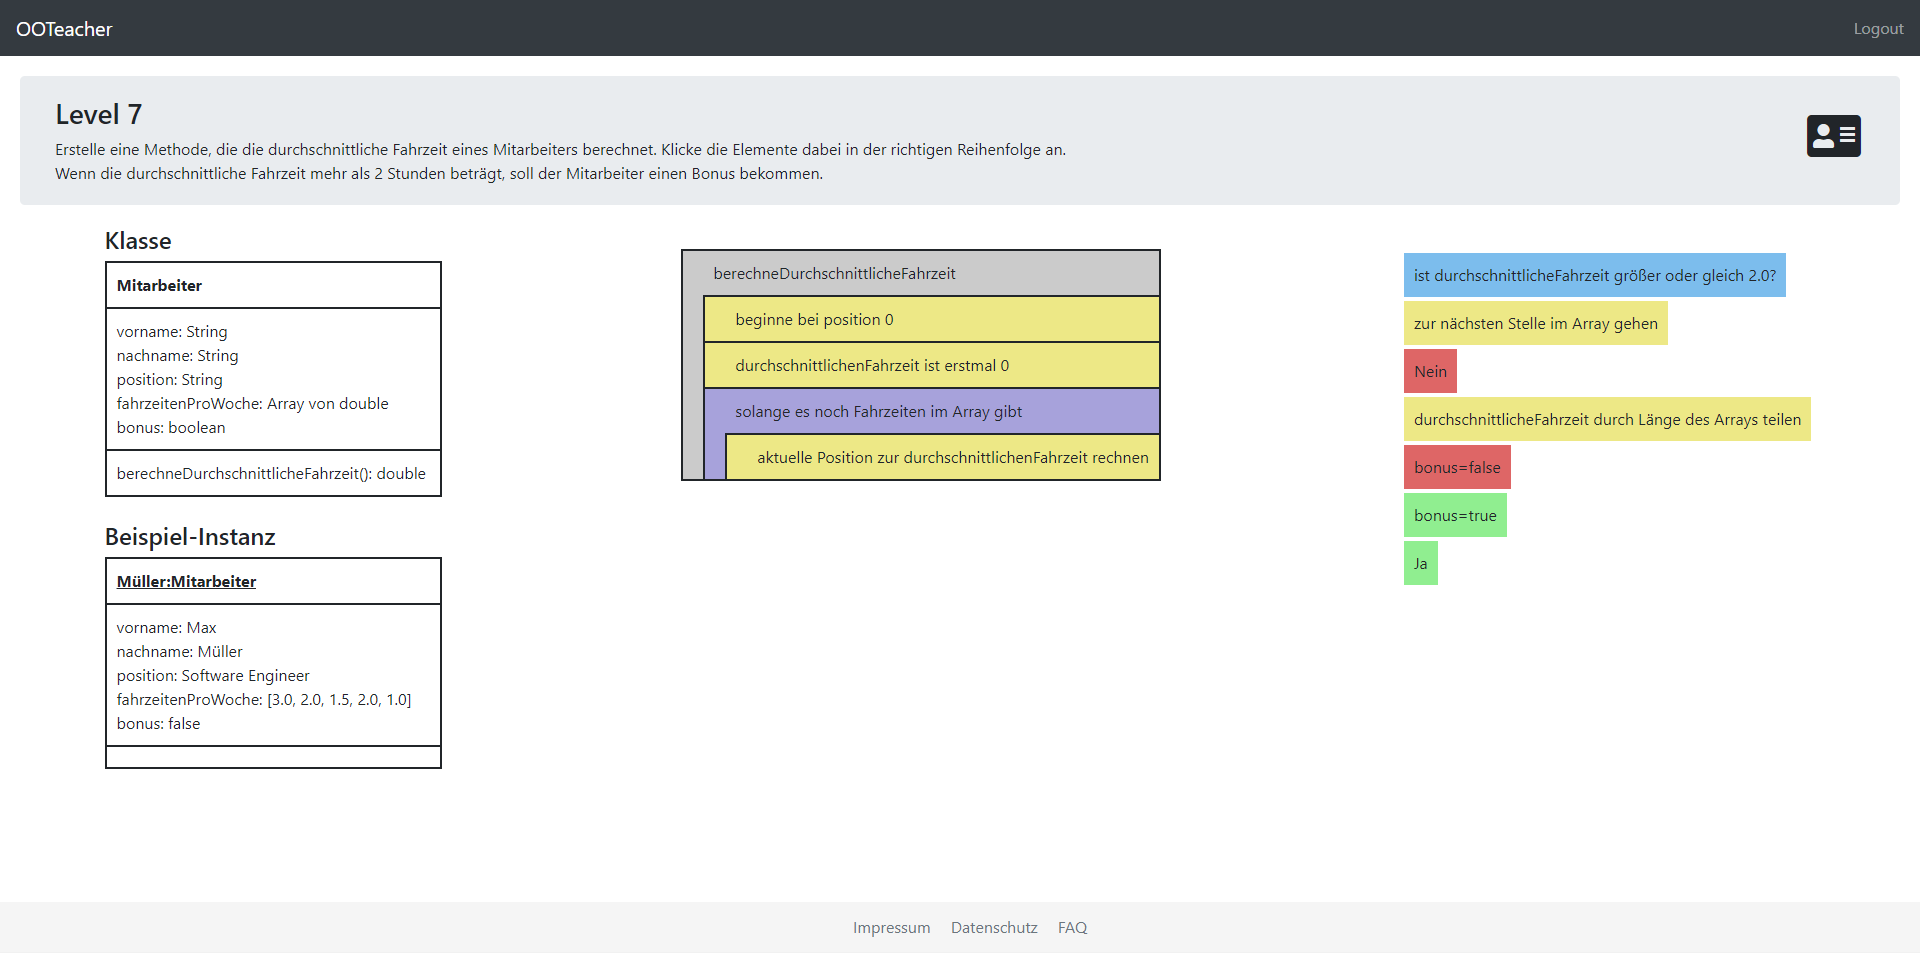 OOTeacher
Logout
Level 7
Erstelle eine Methode, die die durchschnittliche Fahrzeit eines Mitarbeiters berechnet. Klicke die Elemente dabei in der richtigen Reihenfolge an.
Wenn die durchschnittliche Fahrzeit mehr als 2 Stunden beträgt, soll der Mitarbeiter einen Bonus bekommen.
Klasse
Mitarbeiter
vorname: String
nachname: String
position: String
fahrzeitenProWoche: Array von double
bonus: boolean
berechneDurchschnittlicheFahrzeit(): double
Beispiel-Instanz
Müller:Mitarbeiter
vorname: Max
nachname: Müller
position: Software Engineer
fahrzeitenProWoche: [3.0, 2.0, 1.5, 2.0, 1.0]
bonus: false
berechneDurchschnittlicheFahrzeit
beginne bei position 0
durchschnittlichenFahrzeit ist erstmal 0
solange es noch Fahrzeiten im Array gibt
aktuelle Position zur durchschnittlichenFahrzeit rechnen
ist durchschnittlicheFahrzeit größer oder gleich 2.0?
zur nächsten Stelle im Array gehen
Nein
durchschnittlicheFahrzeit durch Länge des Arrays teilen
bonus=false
bonus=true
Ja
Impressum
Datenschutz
FAQ